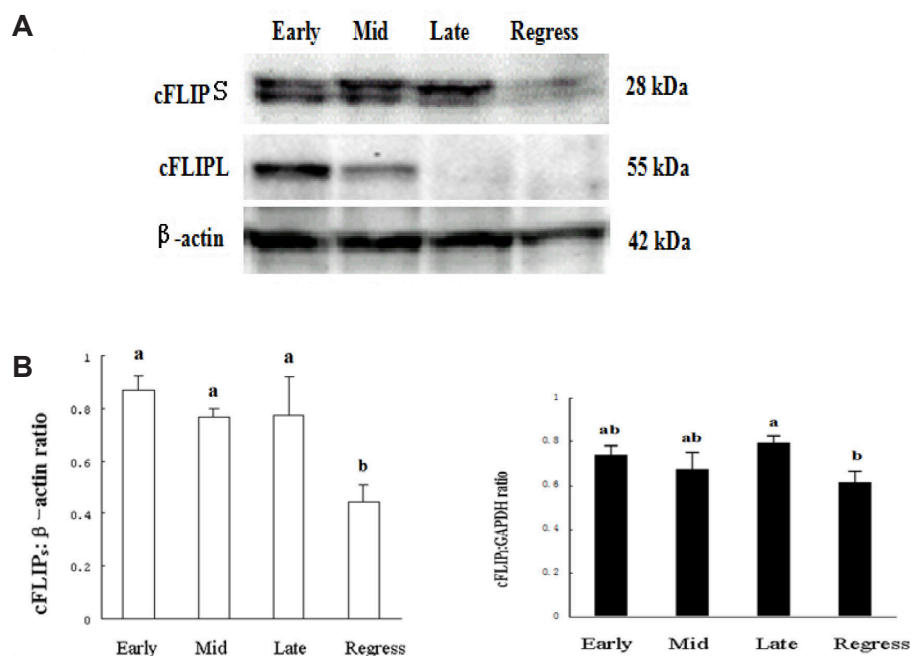 A
Early Mid Late Regress
cFLIPS 28 kDa
cFLIPL 55 kDa
β-actin 42 kDa
B
cFLIPs: β-actin ratio
1
0.8
0.6
0.4
0.2
0
a a a b
Early Mid Late Regress
cFLIP:GAPDH ratio
1
0.8
0.6
0.4
0.2
0
ab ab a b
Early Mid Late Regress